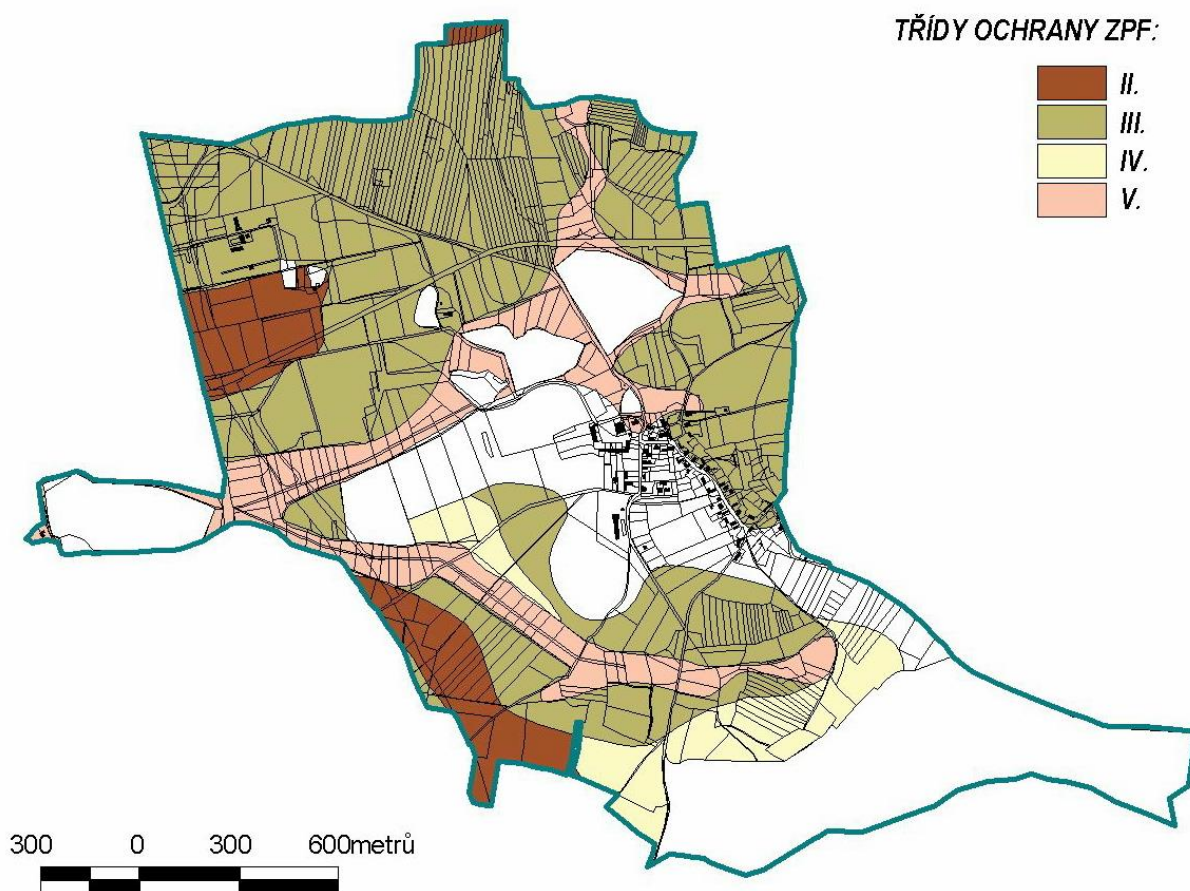 TŘÍDY OCHRANY ZPF:
II.
III.
IV.
V.
300 0 300 600metrů